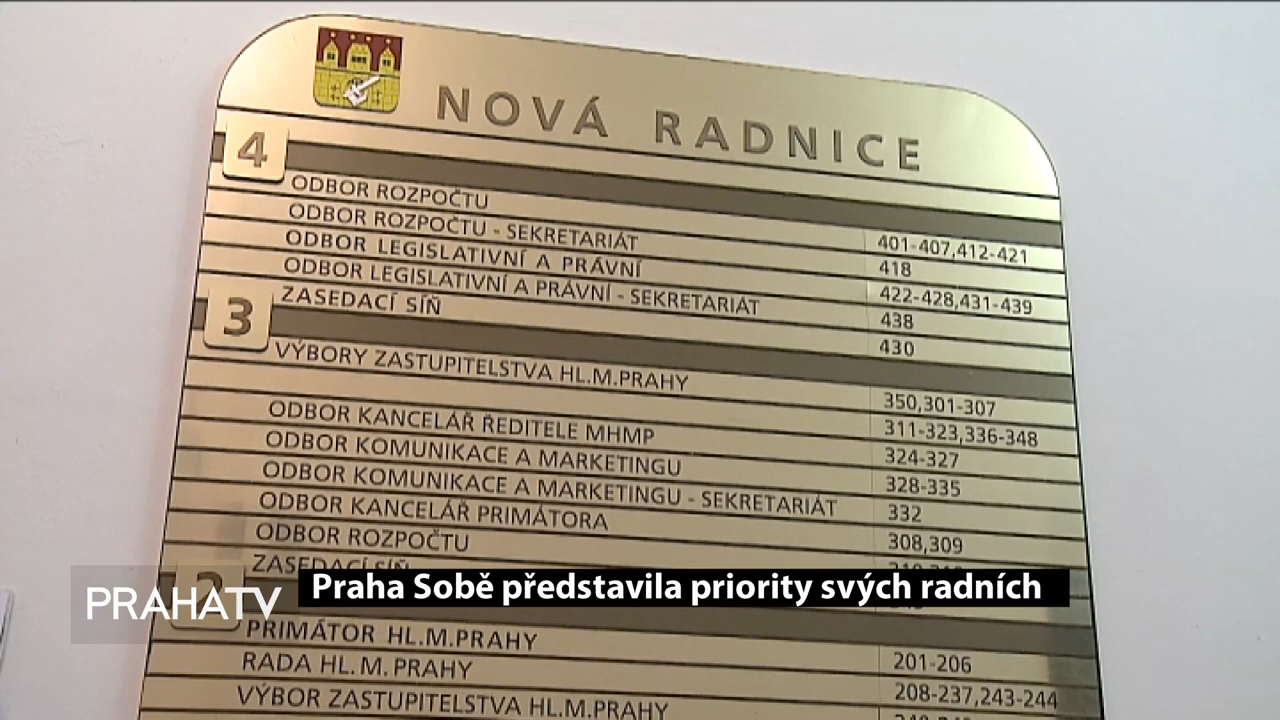 NOVÁ RADNICE
4
ODBOR ROZPOČTU 401-407,412-421
ODBOR ROZPOČTU - SEKRETARIÁT 418
ODBOR LEGISLATIVNÍ A PRÁVNÍ 422-428,431-439
ODBOR LEGISLATIVNÍ A PRÁVNÍ - SEKRETARIÁT 438
ZASEDACÍ SÍŇ 430
3
VÝBORY ZASTUPITELSTVA HL.M.PRAHY 350,301-307
311-323,336-348
ODBOR KANCELÁŘ ŘEDITELE MHMP 324-327
ODBOR KOMUNIKACE A MARKETINGU 328-335
ODBOR KOMUNIKACE A MARKETINGU - SEKRETARIÁT 332
ODBOR KANCELÁŘ PRIMÁTORA 308,309
ODBOR ROZPOČTU
ZASEDACÍ SÍŇ
Praha Sobě představila priority svých radních
PRAHATV
2
PRIMÁTOR HL.M.PRAHY 201-206
RADA HL.M.PRAHY 208-237,243-244
VÝBOR ZASTUPITELSTVA HL.M.PRAHY